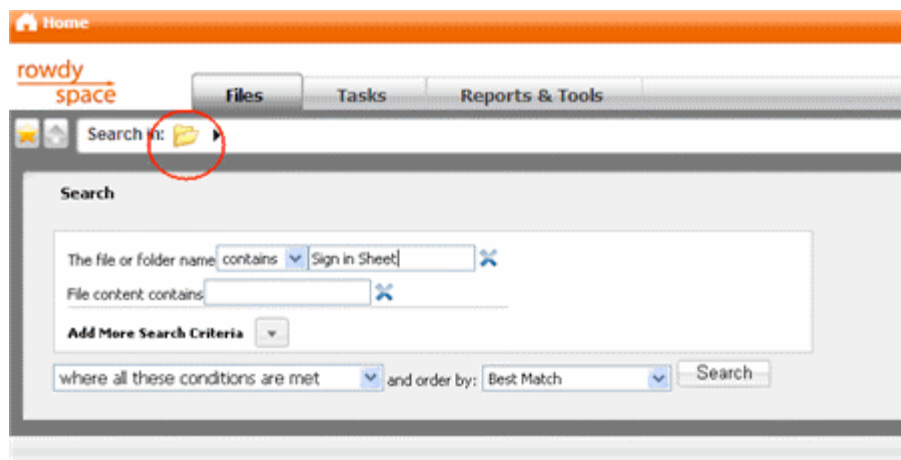 Home
rowdy
space
Files Tasks Reports & Tools
Search in:
Search
The file or folder name contains Sign in Sheet
File content contains
Add More Search Criteria
where all these conditions are met and order by: Best Match Search